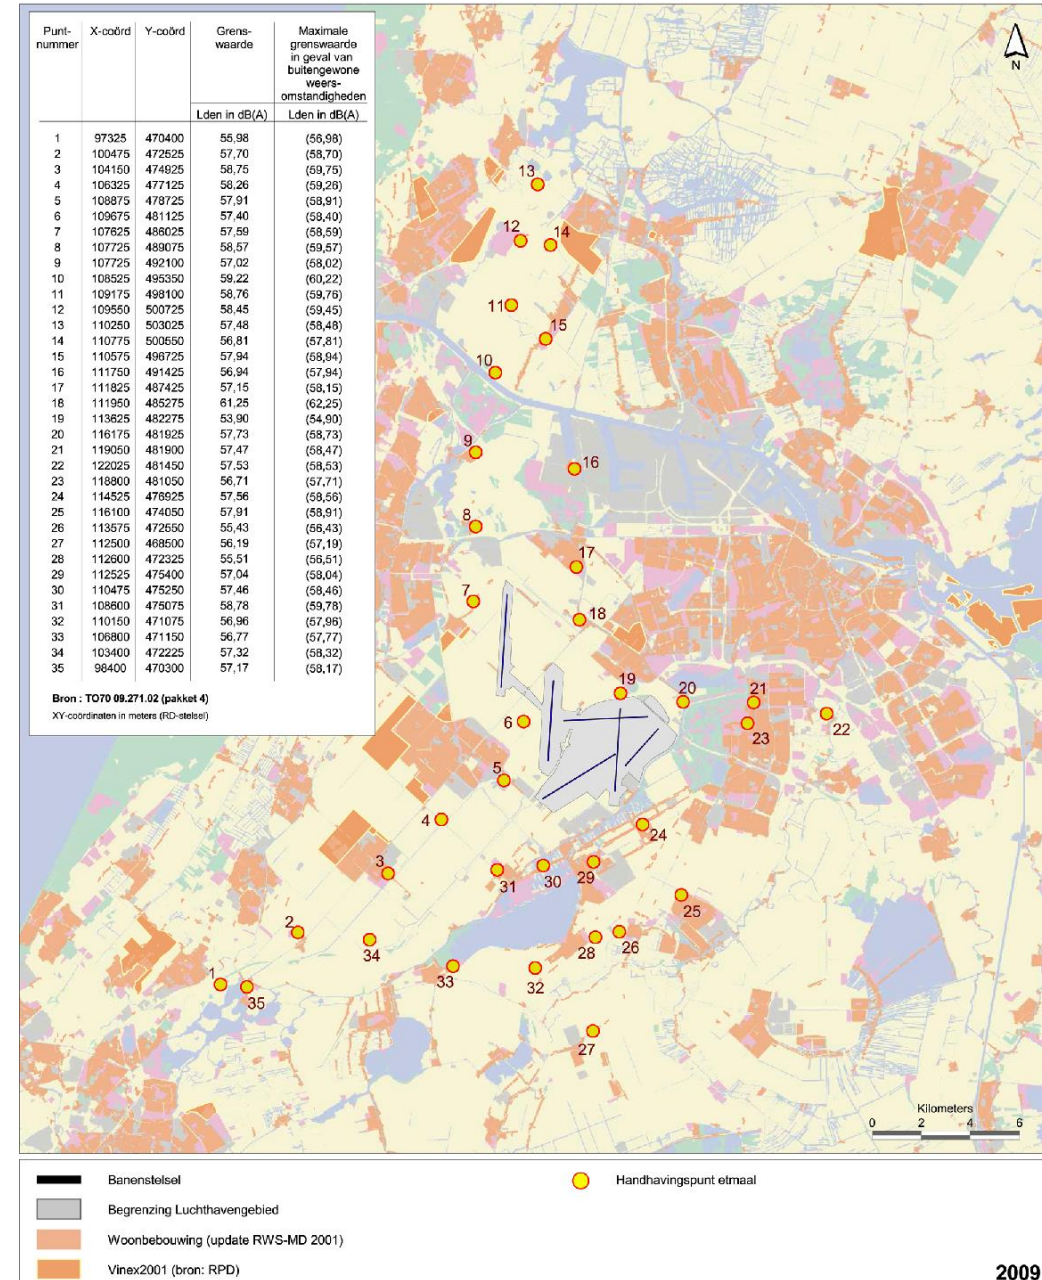 Punt- X-coörd Y-coörd Grens- Maximale
nummer waarde grenswaarde
in geval van
buitengewone
weers-
omstandigheden
Lden in dB(A) Lden in dB(A)
1 97325 470400 55,98 (56,98)
2 100475 472525 57,70 (58,70)
3 104150 474925 58,75 (59,75)
4 106325 477125 58,26 (59,26)
5 108875 478725 57,91 (58,91)
6 109675 481125 57,40 (58,40)
7 107625 486025 57,59 (58,59)
8 107725 489075 58,57 (59,57)
9 107725 492100 57,02 (58,02)
10 108525 495350 59,22 (60,22)
11 109175 498100 58,76 (59,76)
12 109550 500725 58,45 (59,45)
13 110250 503025 57,48 (58,48)
14 110775 500550 56,81 (57,81)
15 110575 496725 57,94 (58,94)
16 111750 491425 56,94 (57,94)
17 111825 487425 57,15 (58,15)
18 111950 485275 61,25 (62,25)
19 113625 482275 53,90 (54,90)
20 116175 481925 57,73 (58,73)
21 119050 481900 57,47 (58,47)
22 122025 481450 57,53 (58,53)
23 118800 481050 56,71 (57,71)
24 114525 476925 57,56 (58,56)
25 116100 474050 57,91 (58,91)
26 113575 472550 55,43 (56,43)
27 112500 468500 56,19 (57,19)
28 112600 472325 55,51 (56,51)
29 112525 475400 57,04 (58,04)
30 110475 475250 57,46 (58,46)
31 108600 475075 58,78 (59,78)
32 110150 471075 56,96 (57,96)
33 106800 471150 56,77 (57,77)
34 103400 472225 57,32 (58,32)
35 98400 470300 57,17 (58,17)
Bron : TO70 09.271.02 (pakket 4)
XY-coördinaten in meters (RD-stelsel)
N
13
12
14
11
15
10
9
16
8
17
7
18
19
20
21
6
22
23
5
4
24
3
29
31
30
25
2
34
28
26
33
32
1
35
27
Kilometers
0 2 4 6
Banenstelsel
Handhavingspunt etmaal
Begrenzing Luchthavengebied
Woonbebouwing (update RWS-MD 2001)
Vinex2001 (bron: RPD)
2009